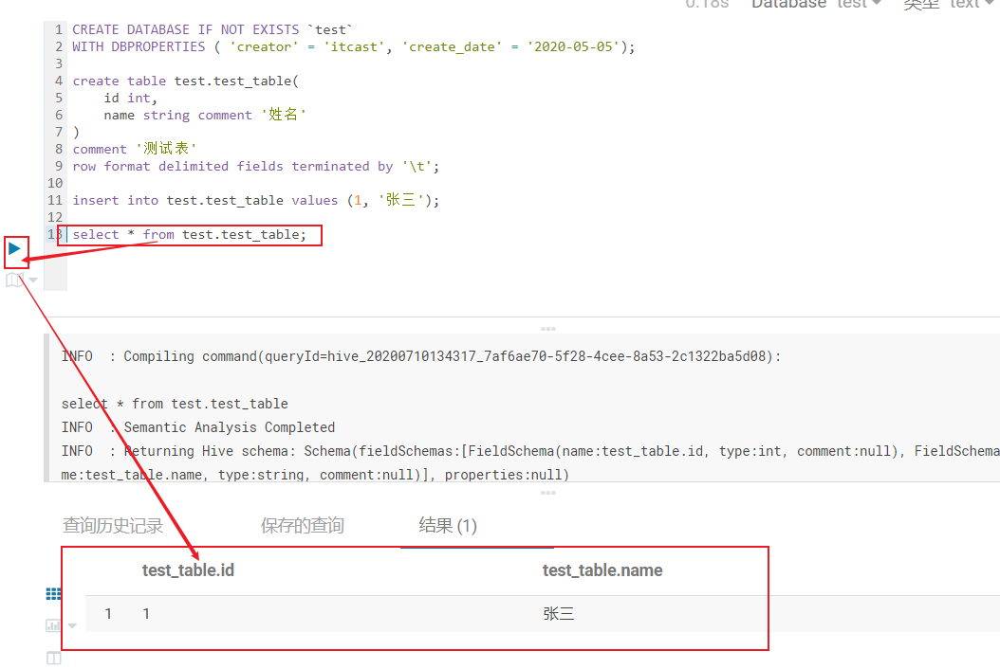 0.18s Database test 类型 text
1 CREATE DATABASE IF NOT EXISTS `test`
2 WITH DBPROPERTIES ( 'creator' = 'itcast', 'create_date' = '2020-05-05');
3
4 create table test.test_table(
5 id int,
6 name string comment '姓名'
7 )
8 comment '测试表'
9 row format delimited fields terminated by '\t';
10
11 insert into test.test_table values (1, '张三');
12
13 select * from test.test_table;
INFO : Compiling command(queryId=hive_20200710134317_7af6ae70-5f28-4cee-8a53-2c1322ba5d08):
select * from test.test_table
INFO : Semantic Analysis Completed
INFO : Returning Hive schema: Schema(fieldSchemas:[FieldSchema(name:test_table.id, type:int, comment:null), FieldSchema
me:test_table.name, type:string, comment:null)], properties:null)
查询历史记录 保存的查询 结果 (1)
test_table.id test_table.name
1 1 张三